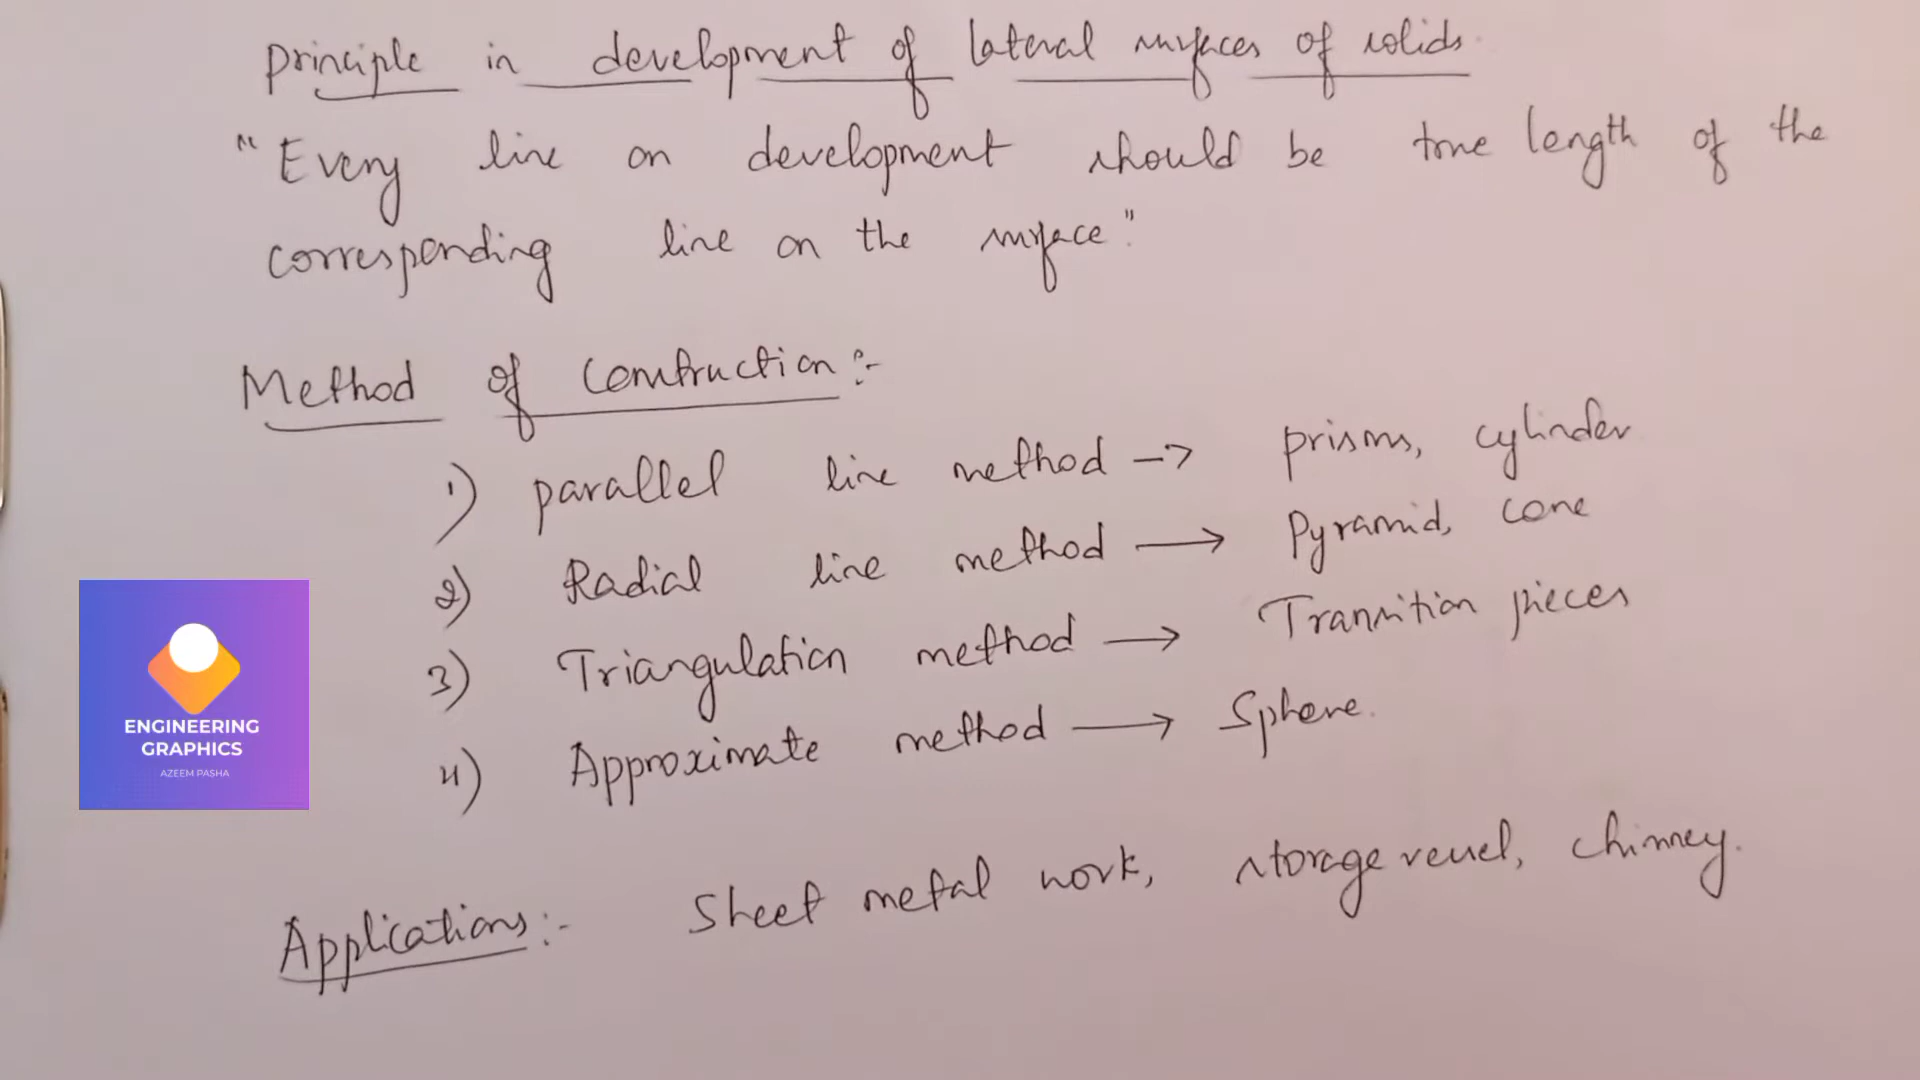 Principle in development of lateral surfaces of solids.
"Every line on development should be true length of the
corresponding line on the surface"
Method of Construction :-
1) parallel line method -> prisms, cylinder
2) Radial line method → Pyramid, cone
3) Triangulation method → Transition pieces
4) Approximate method → Sphere.
ENGINEERING
GRAPHICS
AZEEM PASHA
Applications :- Sheet metal work, storage vessel, chimney.